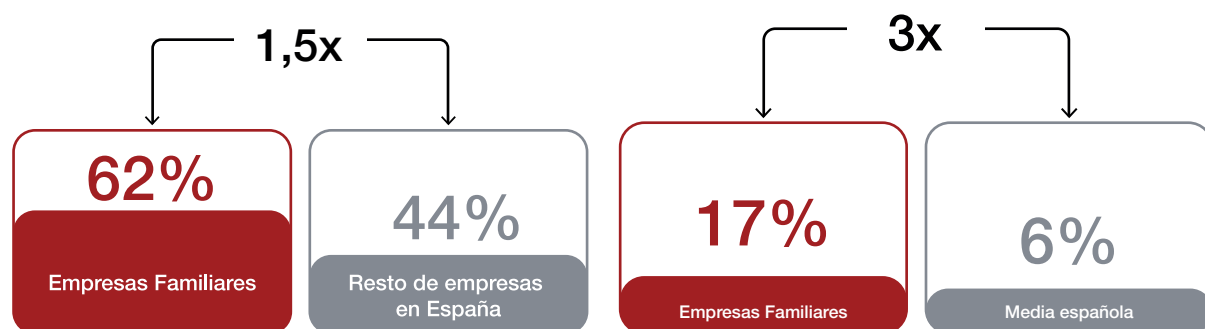 1,5x
62%
Empresas Familiares
44%
Resto de empresas
en España
3x
17%
Empresas Familiares
6%
Media española